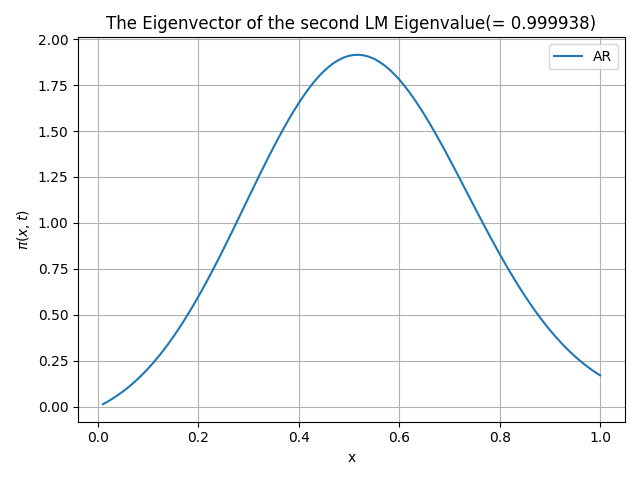 The Eigenvector of the second LM Eigenvalue(= 0.999938)
AR
2.00
1.75
1.50
1.25
1.00
0.75
0.50
0.25
0.00
π(x, t)
0.0 0.2 0.4 0.6 0.8 1.0
x